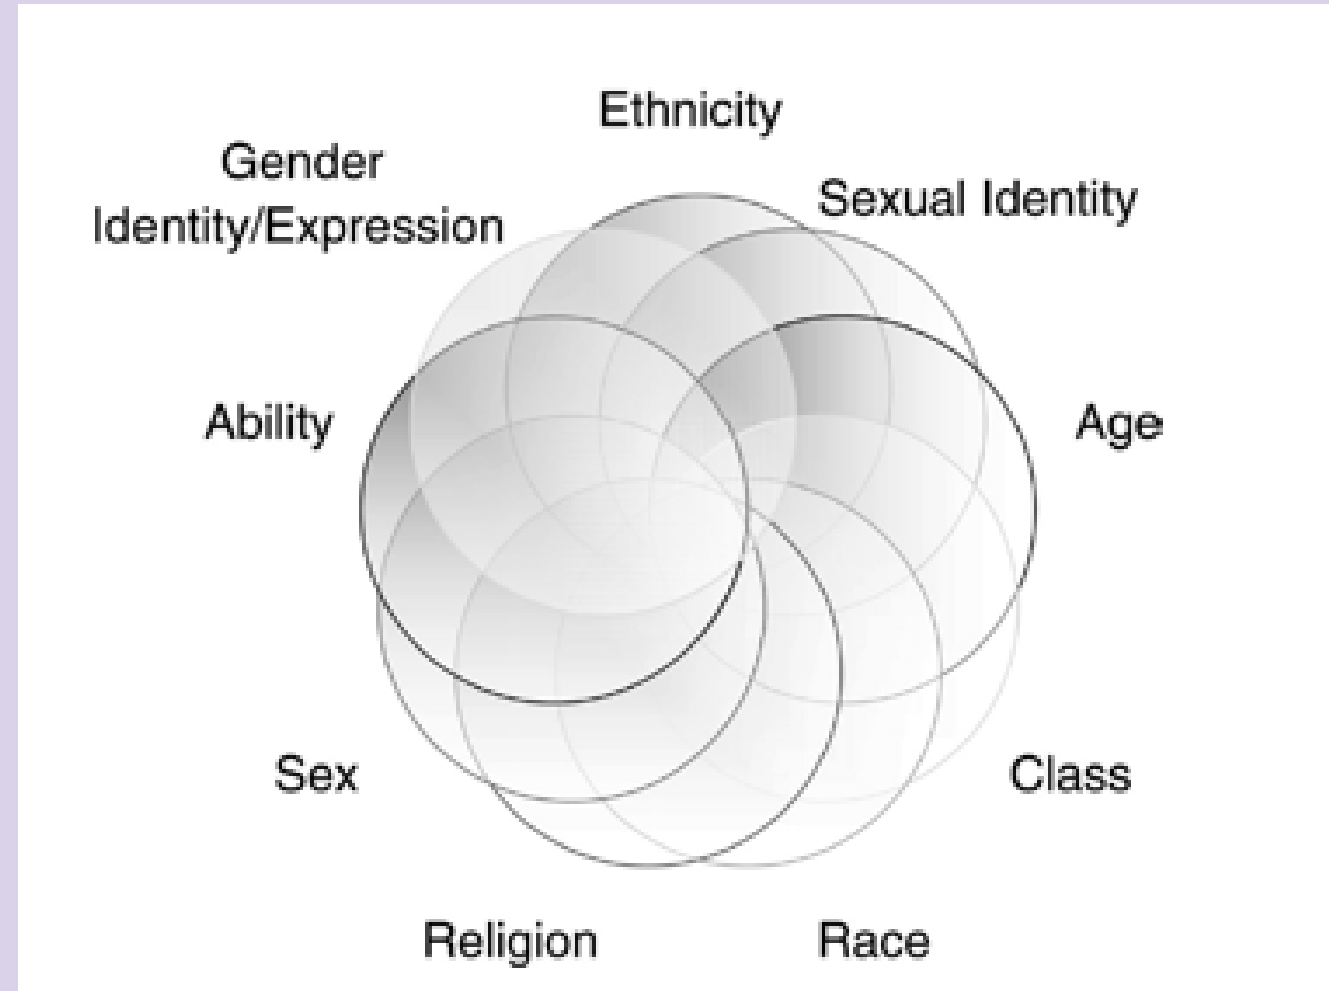 Ethnicity
Gender
Identity/Expression
Sexual Identity
Ability
Age
Sex
Class
Religion
Race